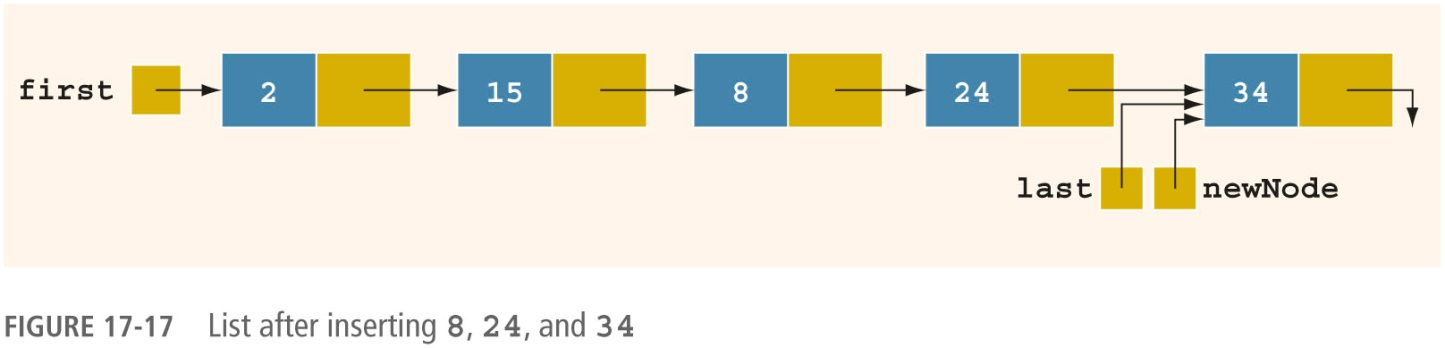 first 2 15 8 24 34
last newNode
FIGURE 17-17 List after inserting 8, 24, and 34